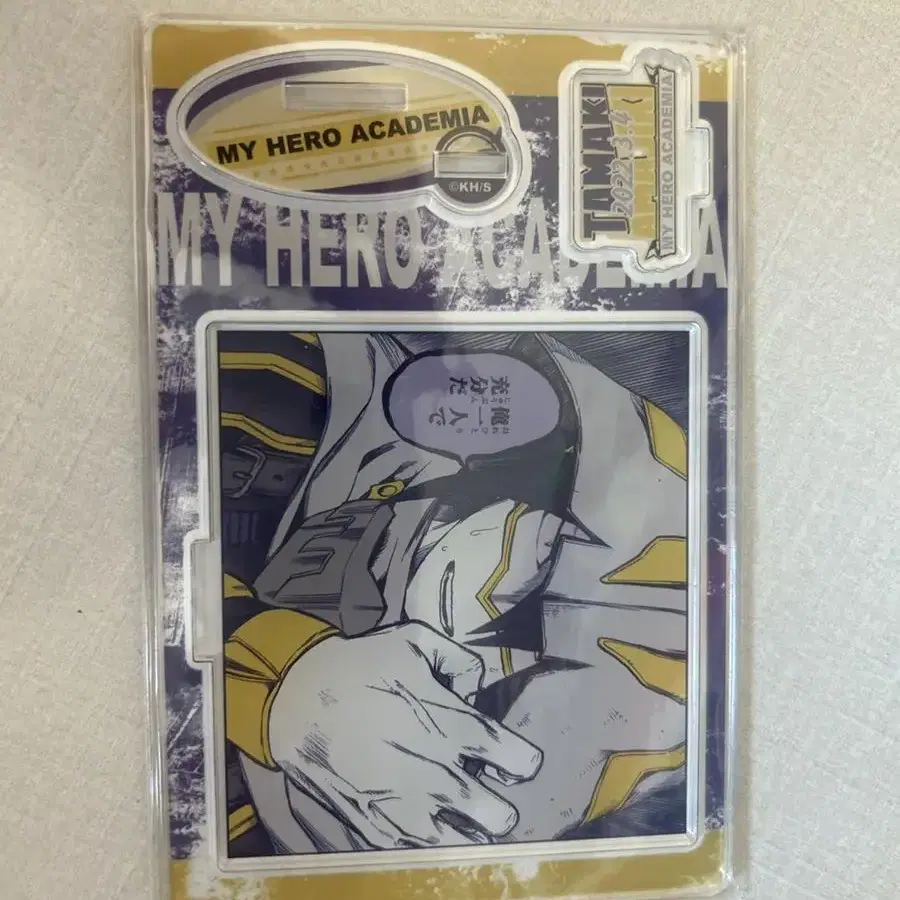 MY HERO ACADEMIA
©KH/S
TAMAKI
2022.3.4
MY HERO ACADEMIA
MY HERO ACADEMIA
俺一人で
充分だ